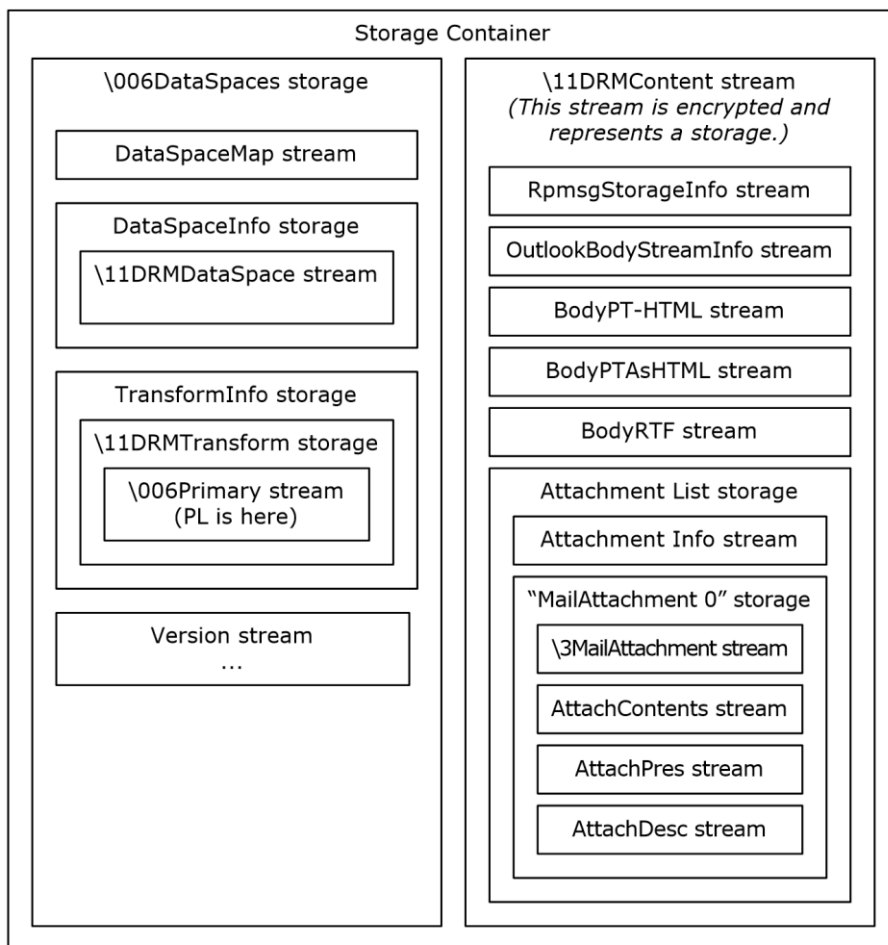 Storage Container
\006DataSpaces storage
DataSpaceMap stream
DataSpaceInfo storage
\11DRMDataSpace stream
TransformInfo storage
\11DRMTransform storage
\006Primary stream
(PL is here)
Version stream
...
\11DRMContent stream
(This stream is encrypted and
represents a storage.)
RpmsgStorageInfo stream
OutlookBodyStreamInfo stream
BodyPT-HTML stream
BodyPTAsHTML stream
BodyRTF stream
Attachment List storage
Attachment Info stream
“MailAttachment 0” storage
\3MailAttachment stream
AttachContents stream
AttachPres stream
AttachDesc stream